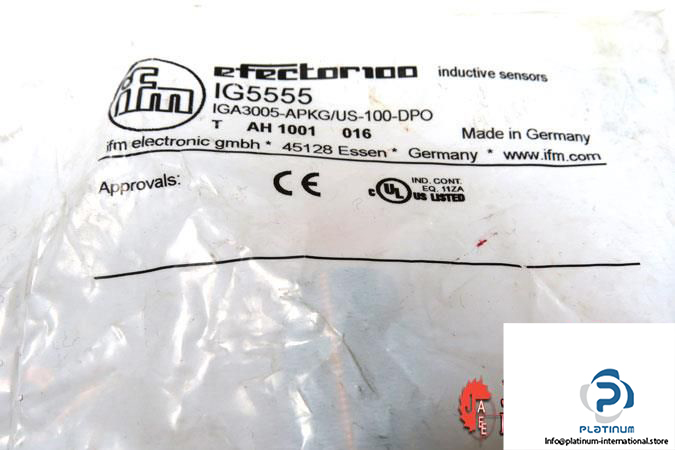 ifm
efector100 inductive sensors
IG5555
IGA3005-APKG/US-100-DPO
T AH 1001 016 Made in Germany
ifm electronic gmbh * 45128 Essen * Germany * www.ifm.com
Approvals: CE c UL US LISTED
IND. CONT.
EQ. 11ZA
JAEE
PLATINUM
Info@platinum-international.store